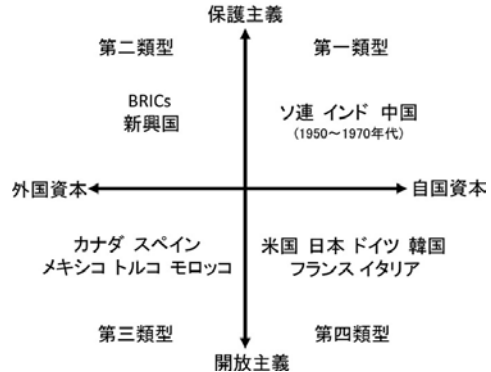 保護主義
第二類型 第一類型
BRICs
新興国
ソ連 インド 中国
(1950～1970年代)
外国資本 自国資本
カナダ スペイン
メキシコ トルコ モロッコ
米国 日本 ドイツ 韓国
フランス イタリア
第三類型 第四類型
開放主義